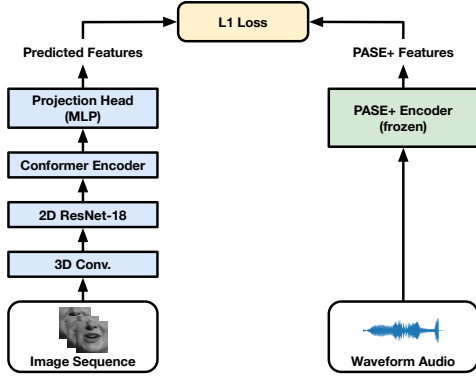 L1 Loss
Predicted Features
PASE+ Features
Projection Head
(MLP)
PASE+ Encoder
(frozen)
Conformer Encoder
2D ResNet-18
3D Conv.
Image Sequence
Waveform Audio